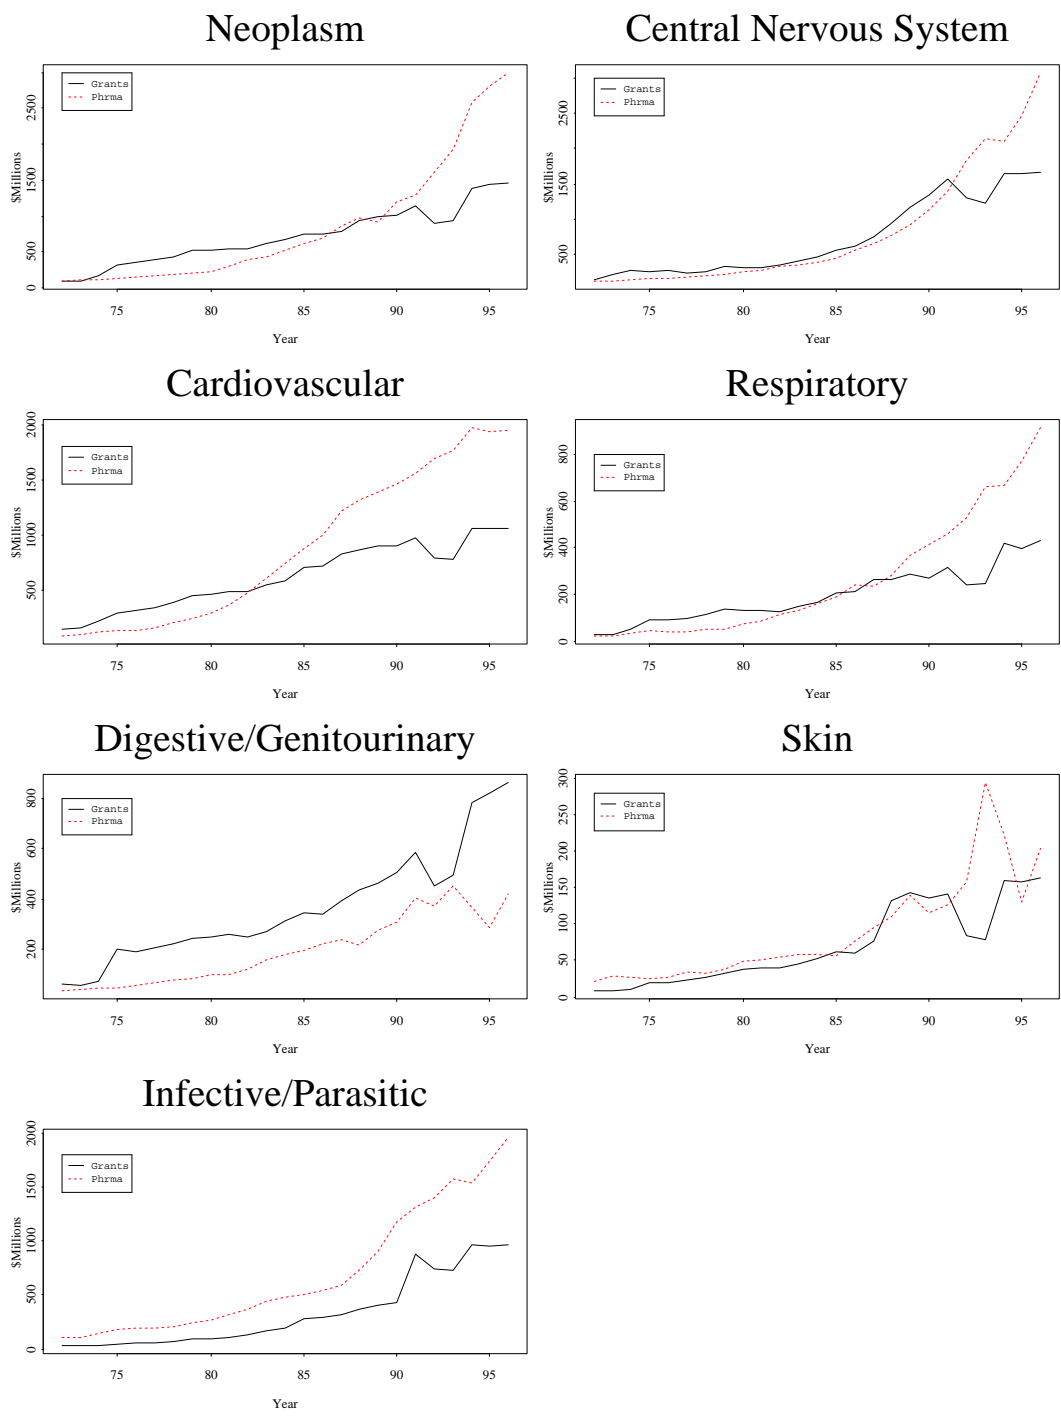 Neoplasm
Grants
Phrma
$Millions
0 500 1500 2500
75 80 85 90 95
Year
Central Nervous System
Grants
Phrma
$Millions
500 1500 2500
75 80 85 90 95
Year
Cardiovascular
Grants
Phrma
$Millions
500 1000 1500 2000
75 80 85 90 95
Year
Respiratory
Grants
Phrma
$Millions
0 200 400 600 800
75 80 85 90 95
Year
Digestive/Genitourinary
Grants
Phrma
$Millions
200 400 600 800
75 80 85 90 95
Year
Skin
Grants
Phrma
$Millions
0 50 100 150 200 250 300
75 80 85 90 95
Year
Infective/Parasitic
Grants
Phrma
$Millions
0 500 1000 1500 2000
75 80 85 90 95
Year